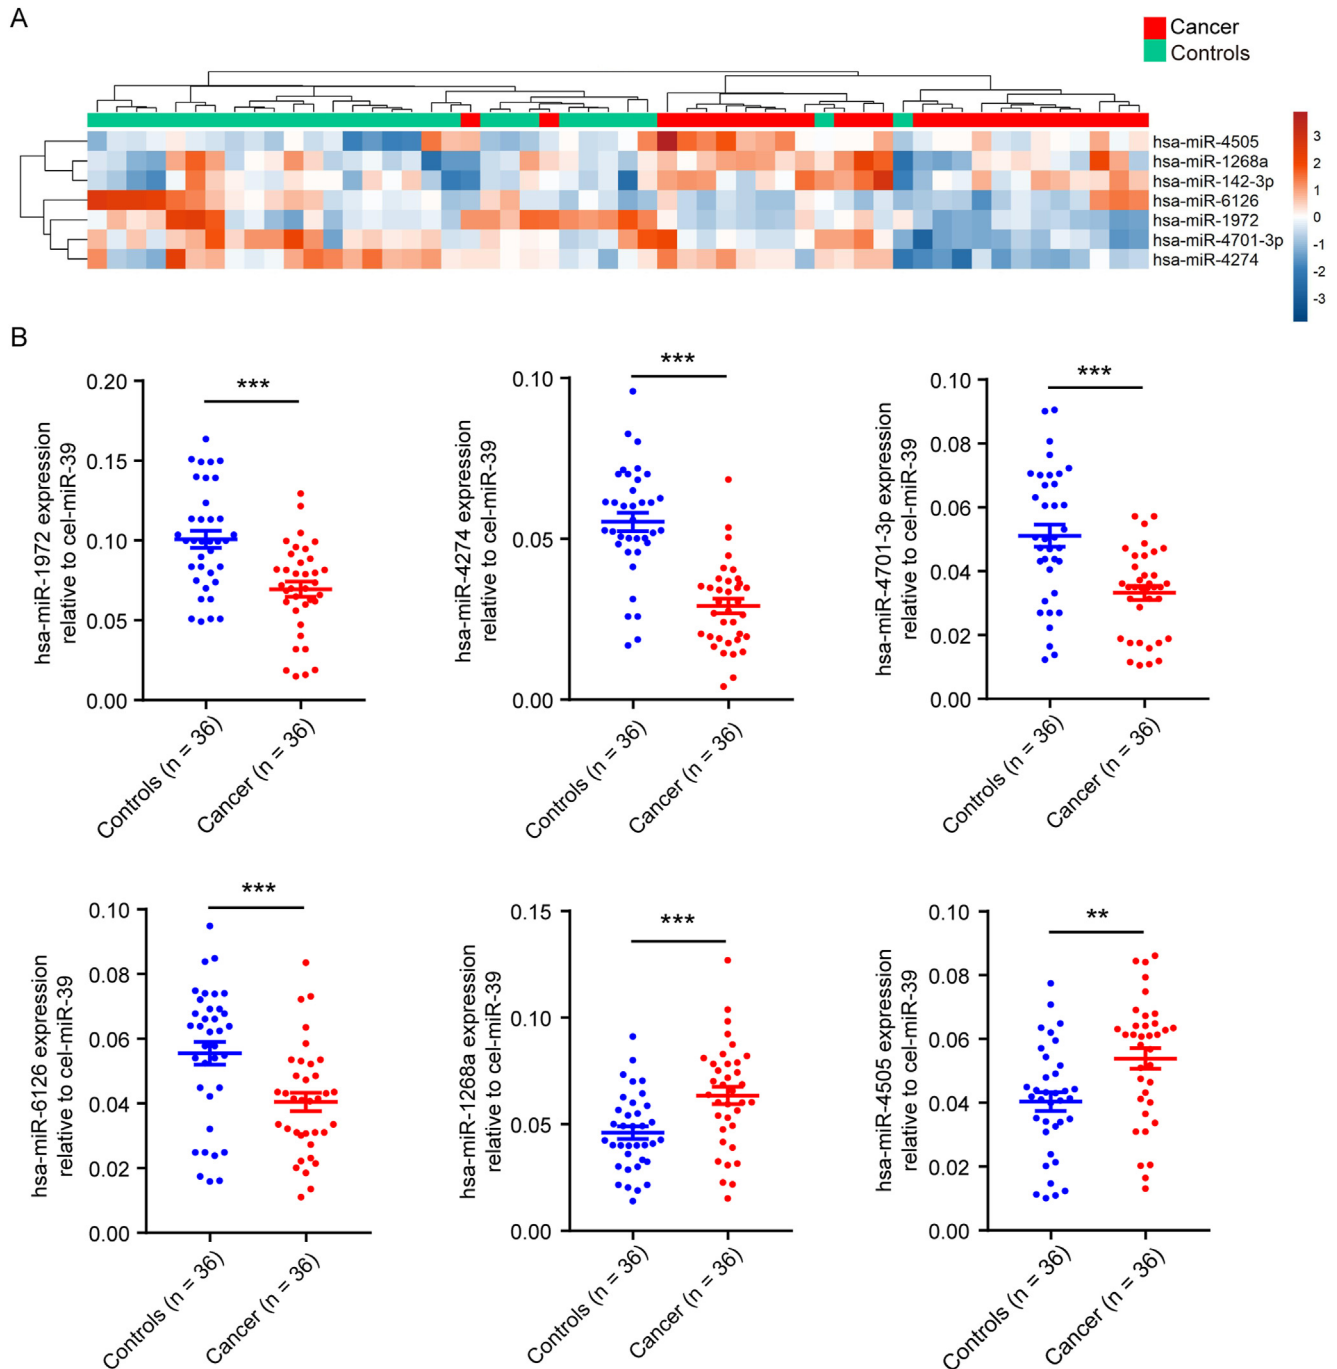 A
Cancer
Controls
hsa-miR-4505
hsa-miR-1268a
hsa-miR-142-3p
hsa-miR-6126
hsa-miR-1972
hsa-miR-4701-3p
hsa-miR-4274
3
2
1
0
-1
-2
-3
B
hsa-miR-1972 expression
relative to cel-miR-39
0.20
0.15
0.10
0.05
0.00
***
Controls (n = 36)
Cancer (n = 36)
hsa-miR-4274 expression
relative to cel-miR-39
0.10
0.05
0.00
***
Controls (n = 36)
Cancer (n = 36)
hsa-miR-4701-3p expression
relative to cel-miR-39
0.10
0.08
0.06
0.04
0.02
0.00
***
Controls (n = 36)
Cancer (n = 36)
hsa-miR-6126 expression
relative to cel-miR-39
0.10
0.08
0.06
0.04
0.02
0.00
***
Controls (n = 36)
Cancer (n = 36)
hsa-miR-1268a expression
relative to cel-miR-39
0.15
0.10
0.05
0.00
***
Controls (n = 36)
Cancer (n = 36)
hsa-miR-4505 expression
relative to cel-miR-39
0.10
0.08
0.06
0.04
0.02
0.00
**
Controls (n = 36)
Cancer (n = 36)